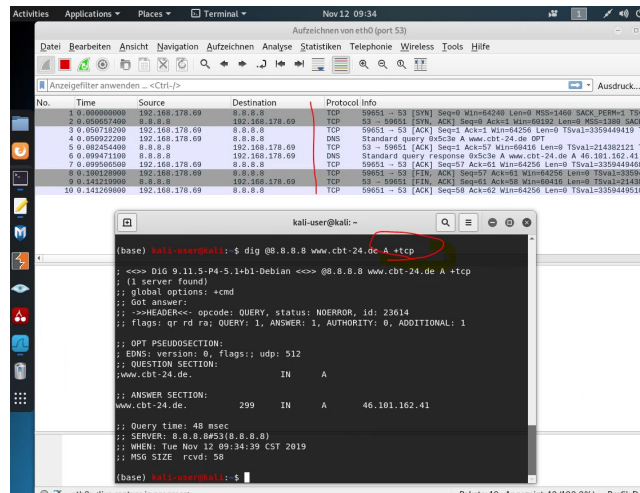 Activities Applications ▾ Places ▾ Terminal ▾ Nov 12 09:34 1
Aufzeichnen von eth0 (port 53)
Datei Bearbeiten Ansicht Navigation Aufzeichnen Analyse Statistiken Telephonie Wireless Tools Hilfe
Anzeigefilter anwenden ... <Ctrl-/> Ausdruck...
No. Time Source Destination Protocol Info
1 0.000000000 192.168.178.69 8.8.8.8 TCP 59651 → 53 [SYN] Seq=0 Win=64240 Len=0 MSS=1460 SACK_PERM=1
2 0.050657400 8.8.8.8 192.168.178.69 TCP 53 → 59651 [SYN, ACK] Seq=0 Ack=1 Win=60192 Len=0 MSS=1380
3 0.050718200 192.168.178.69 8.8.8.8 TCP 59651 → 53 [ACK] Seq=1 Ack=1 Win=64256 Len=0 TSval=3359449419
4 0.050922200 192.168.178.69 8.8.8.8 DNS Standard query 0x5c3e A www.cbt-24.de OPT
5 0.082454400 8.8.8.8 192.168.178.69 TCP 53 → 59651 [ACK] Seq=1 Ack=57 Win=60416 Len=0 TSval=214382121
6 0.099471100 8.8.8.8 192.168.178.69 DNS Standard query response 0x5c3e A www.cbt-24.de A 46.101.162.41
7 0.099506500 192.168.178.69 8.8.8.8 TCP 59651 → 53 [ACK] Seq=57 Ack=61 Win=64256 Len=0
8 0.100128900 192.168.178.69 8.8.8.8 TCP 59651 → 53 [FIN, ACK] Seq=57 Ack=61 Win=64256 Len=0
9 0.141219900 8.8.8.8 192.168.178.69 TCP 53 → 59651 [FIN, ACK] Seq=61 Ack=58 Win=60416 Len=0
10 0.141269800 192.168.178.69 8.8.8.8 TCP 59651 → 53 [ACK] Seq=58 Ack=62 Win=64256 Len=0
kali-user@kali: ~
(base) kali-user@kali:~$ dig @8.8.8.8 www.cbt-24.de A +tcp
; <<>> DiG 9.11.5-P4-5.1+b1-Debian <<>> @8.8.8.8 www.cbt-24.de A +tcp
; (1 server found)
;; global options: +cmd
;; Got answer:
;; ->>HEADER<<- opcode: QUERY, status: NOERROR, id: 23614
;; flags: qr rd ra; QUERY: 1, ANSWER: 1, AUTHORITY: 0, ADDITIONAL: 1
;; OPT PSEUDOSECTION:
; EDNS: version: 0, flags:; udp: 512
;; QUESTION SECTION:
;www.cbt-24.de. IN A
;; ANSWER SECTION:
www.cbt-24.de. 299 IN A 46.101.162.41
;; Query time: 48 msec
;; SERVER: 8.8.8.8#53(8.8.8.8)
;; WHEN: Tue Nov 12 09:34:39 CST 2019
;; MSG SIZE rcvd: 58
(base) kali-user@kali:~$